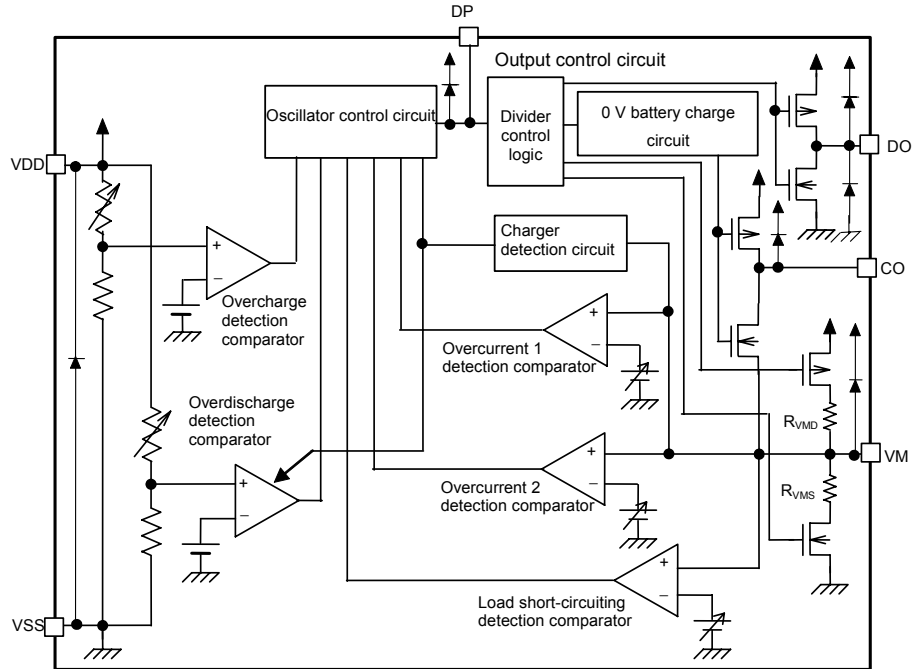 DP
Output control circuit
Oscillator control circuit
Divider
control
logic
0 V battery charge
circuit
VDD
DO
Charger
detection circuit
CO
+
−
Overcharge
detection
comparator
+
−
Overcurrent 1
detection comparator
Overdischarge
detection
comparator
RVMD
VM
+
−
+
−
Overcurrent 2
detection comparator
RVMS
+
−
Load short-circuiting
detection comparator
VSS